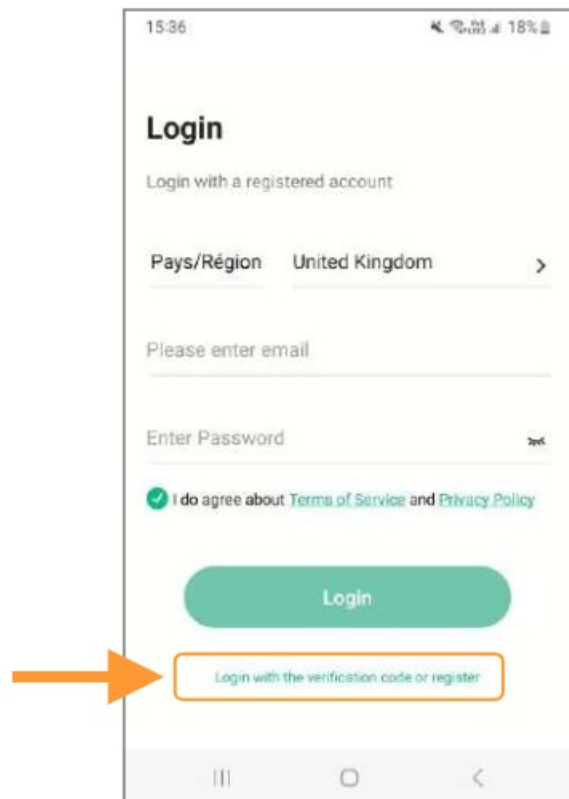 15:36 18%
Login
Login with a registered account
Pays/Région United Kingdom
Please enter email
Enter Password
I do agree about Terms of Service and Privacy Policy
Login
Login with the verification code or register